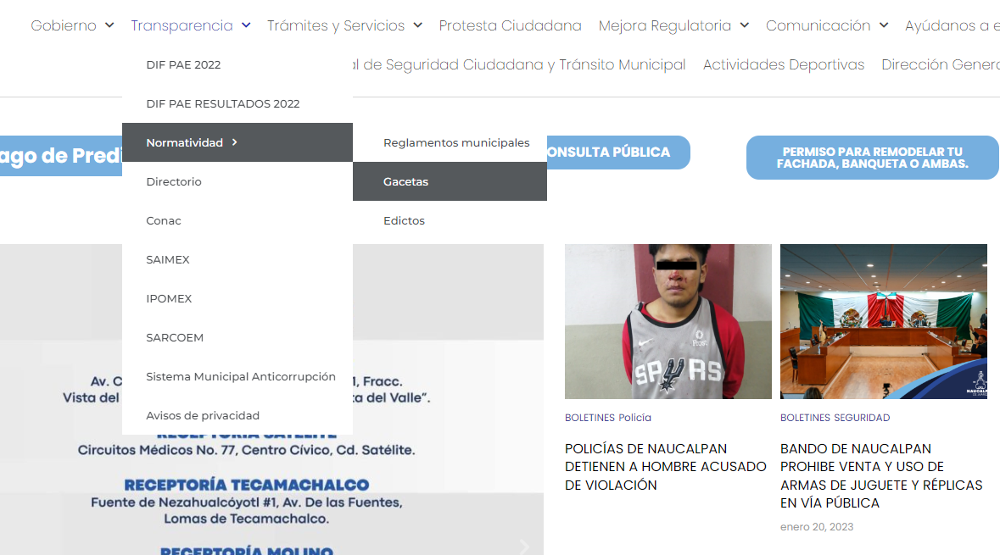 Gobierno
Transparencia
Trámites y Servicios
Protesta Ciudadana
Mejora Regulatoria
Comunicación
Ayúdanos a e
DIF PAE 2022
l de Seguridad Ciudadana y Tránsito Municipal
Actividades Deportivas
Dirección Genera
DIF PAE RESULTADOS 2022
Normatividad
Reglamentos municipales
Gacetas
Edictos
Directorio
Conac
SAIMEX
IPOMEX
SARCOEM
Sistema Municipal Anticorrupción
Avisos de privacidad
ago de Predi
ONSULTA PÚBLICA
PERMISO PARA REMODELAR TU
FACHADA, BANQUETA O AMBAS.
Av. C
1, Fracc.
Vista del
ta del Valle”.
RECEPTORÍA SATÉLITE
Circuitos Médicos No. 77, Centro Cívico, Cd. Satélite.
RECEPTORÍA TECAMACHALCO
Fuente de Nezahualcóyotl #1, Av. De las Fuentes,
Lomas de Tecamachalco.
RECEPTORÍA MOLINO
SPURS
BOLETINES Policía
POLICÍAS DE NAUCALPAN
DETIENEN A HOMBRE ACUSADO
DE VIOLACIÓN
BOLETINES SEGURIDAD
BANDO DE NAUCALPAN
PROHIBE VENTA Y USO DE
ARMAS DE JUGUETE Y RÉPLICAS
EN VÍA PÚBLICA
enero 20, 2023